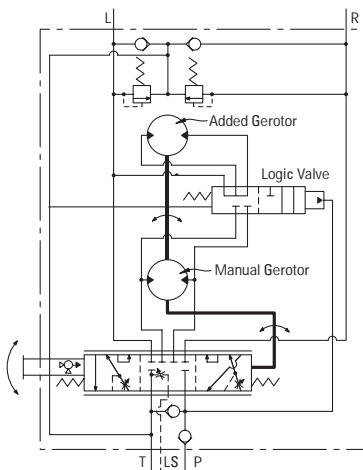 L R
Added Gerotor
Logic Valve
Manual Gerotor
T LS P